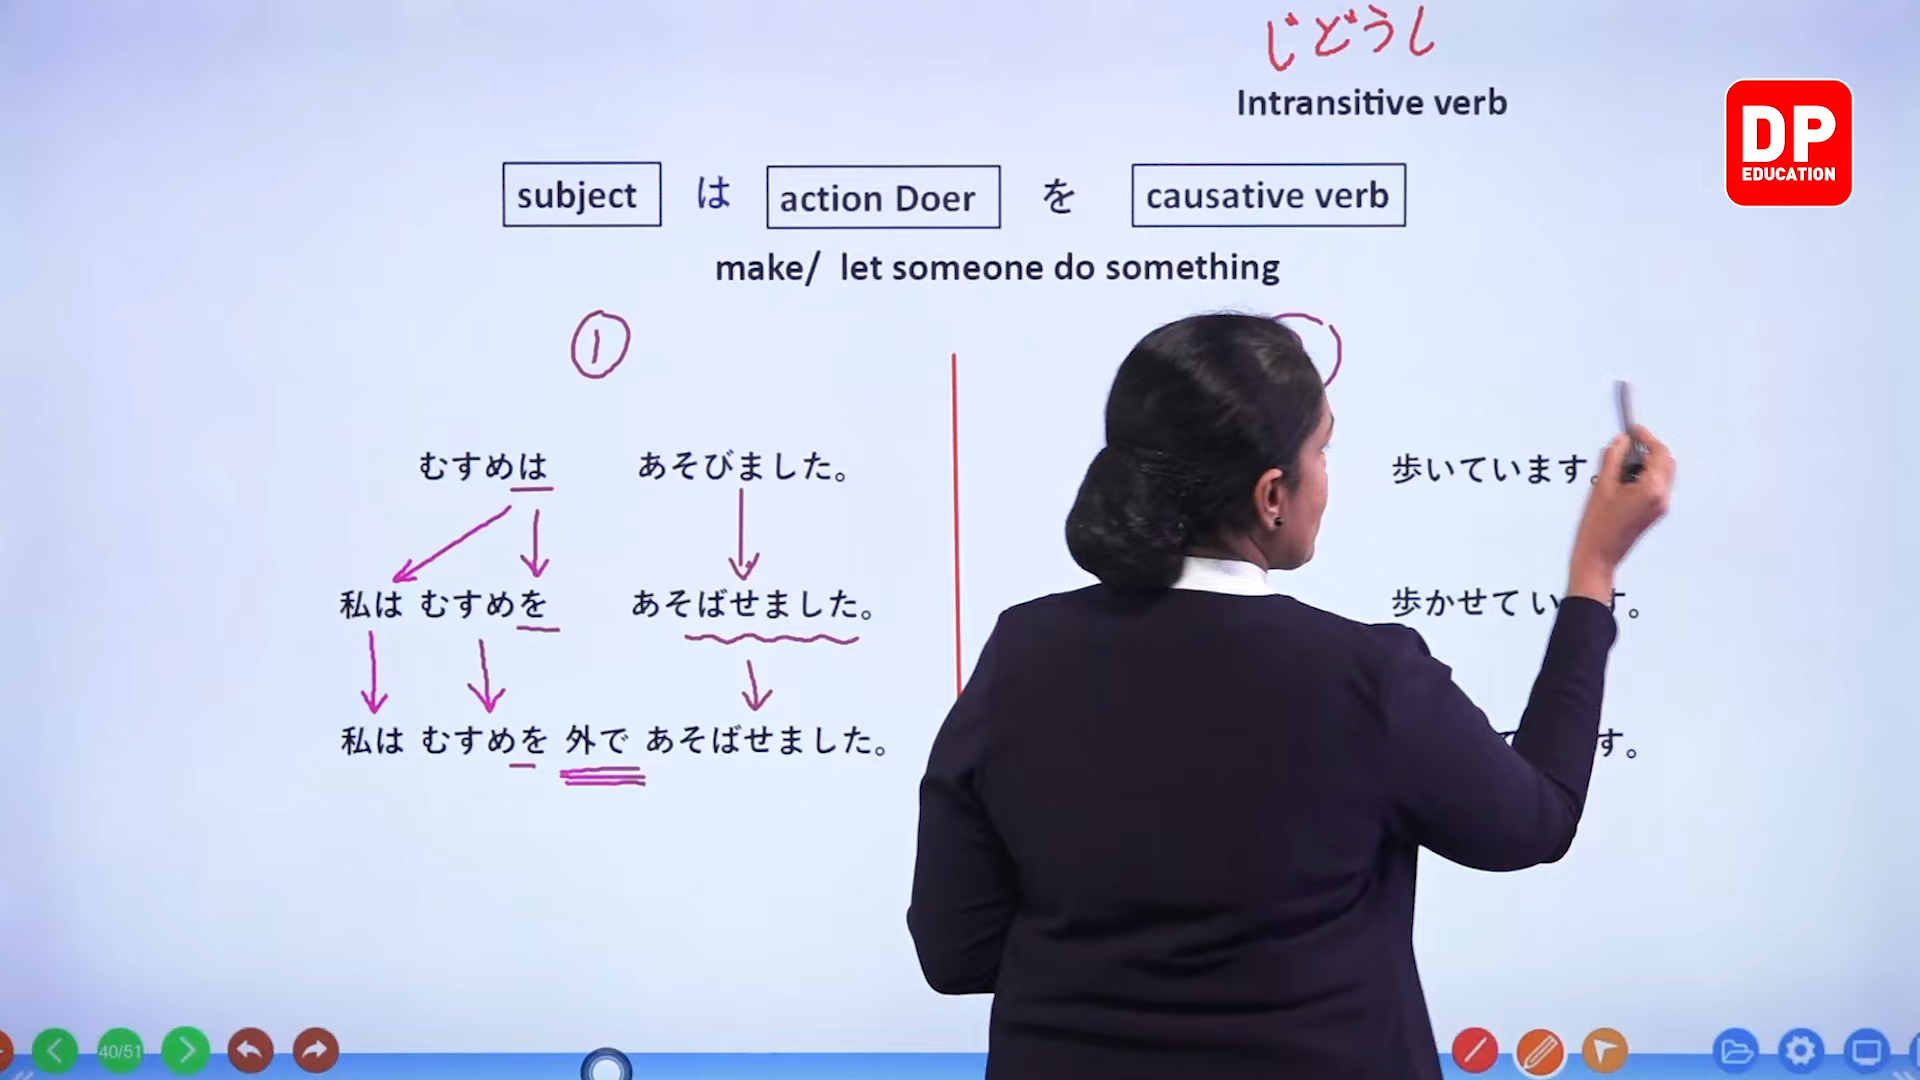 じどうし
Intransitive verb
DP
EDUCATION
subject は action Doer を causative verb
make/ let someone do something
1
むすめは あそびました。
歩いています。
私は むすめを あそばせました。
歩かせて い す。
私は むすめを 外で あそばせました。
す。
40/51